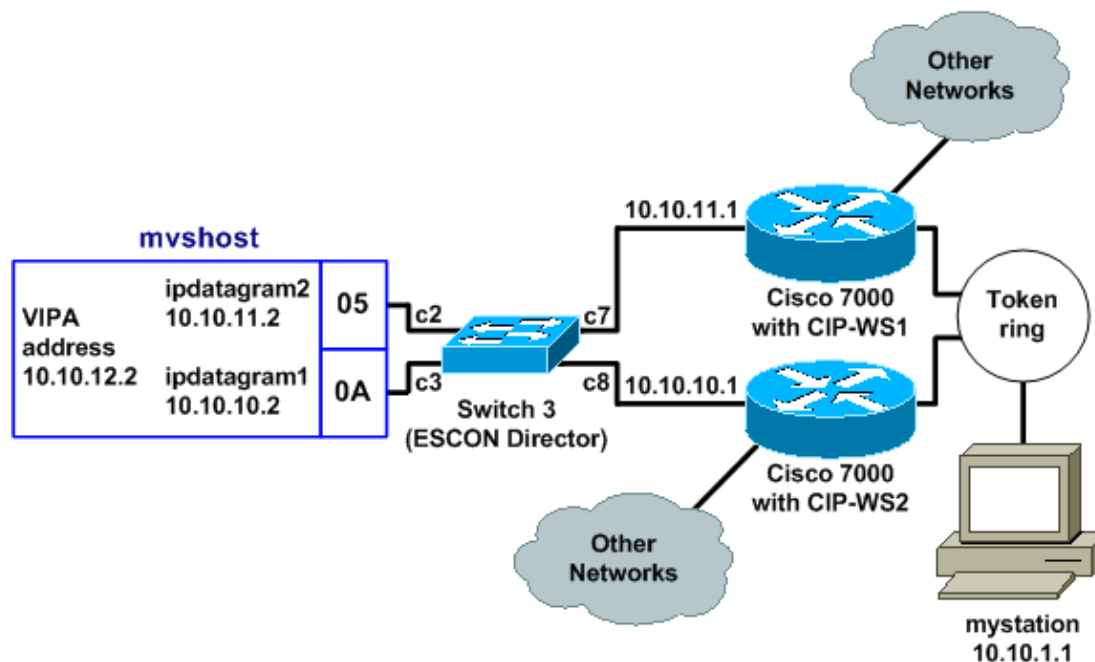 Other
Networks
mvshost
VIPA
address
10.10.12.2
ipdatagram2
10.10.11.2
05
ipdatagram1
10.10.10.2
0A
c2
c3
c7
c8
Switch 3
(ESCON Director)
10.10.11.1
Cisco 7000
with CIP-WS1
10.10.10.1
Cisco 7000
with CIP-WS2
Token
ring
Other
Networks
mystation
10.10.1.1